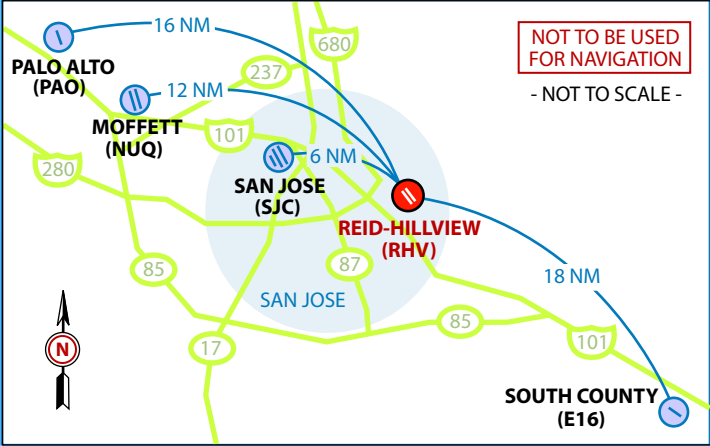 16 NM
680
NOT TO BE USED
FOR NAVIGATION
PALO ALTO
(PAO)
237
12 NM
- NOT TO SCALE -
MOFFETT
(NUQ)
101
6 NM
280
SAN JOSE
(SJC)
REID-HILLVIEW
(RHV)
85
87
18 NM
SAN JOSE
85
N
17
101
SOUTH COUNTY
(E16)